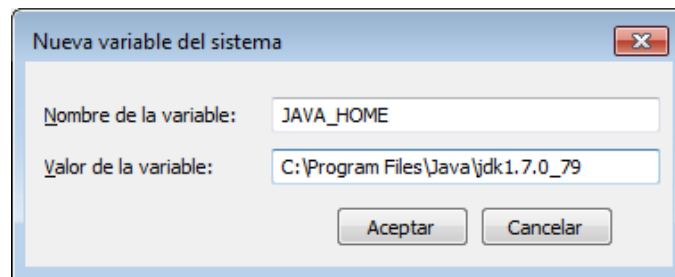 Nueva variable del sistema
Nombre de la variable: JAVA_HOME
Valor de la variable: C:\Program Files\Java\jdk1.7.0_79
Aceptar Cancelar